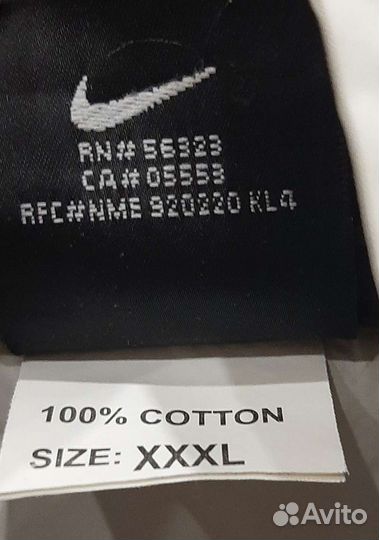 RN# 56323
CA# 05553
RFC#NME 920220 KL4
100% COTTON
SIZE: XXXL
Avito